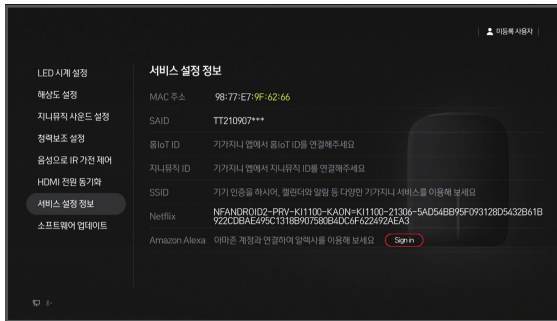 미등록 사용자
LED 시계 설정
해상도 설정
지니뮤직 사운드 설정
청력보조 설정
음성으로 IR 가전 제어
HDMI 전원 동기화
서비스 설정 정보
소프트웨어 업데이트
서비스 설정 정보
MAC 주소 98:77:E7:9F:62:66
SAID TT210907***
홈IoT ID 기가지니 앱에서 홈IoT ID를 연결해주세요
지니뮤직 ID 기가지니 앱에서 지니뮤직 ID를 연결해주세요
SSID 기기 인증을 하시어, 캘린더와 알람 등 다양한 기가지니 서비스를 이용해 보세요
Netflix NFANDROID2-PRV-KI1100-KAON-KI1100-21306-5AD54BB95F093128D5432B61B
922CDBAE495C1318B907580B4DC6F622492AEA3
Amazon Alexa 아마존 계정과 연결하여 알렉사를 이용해 보세요 Sign in